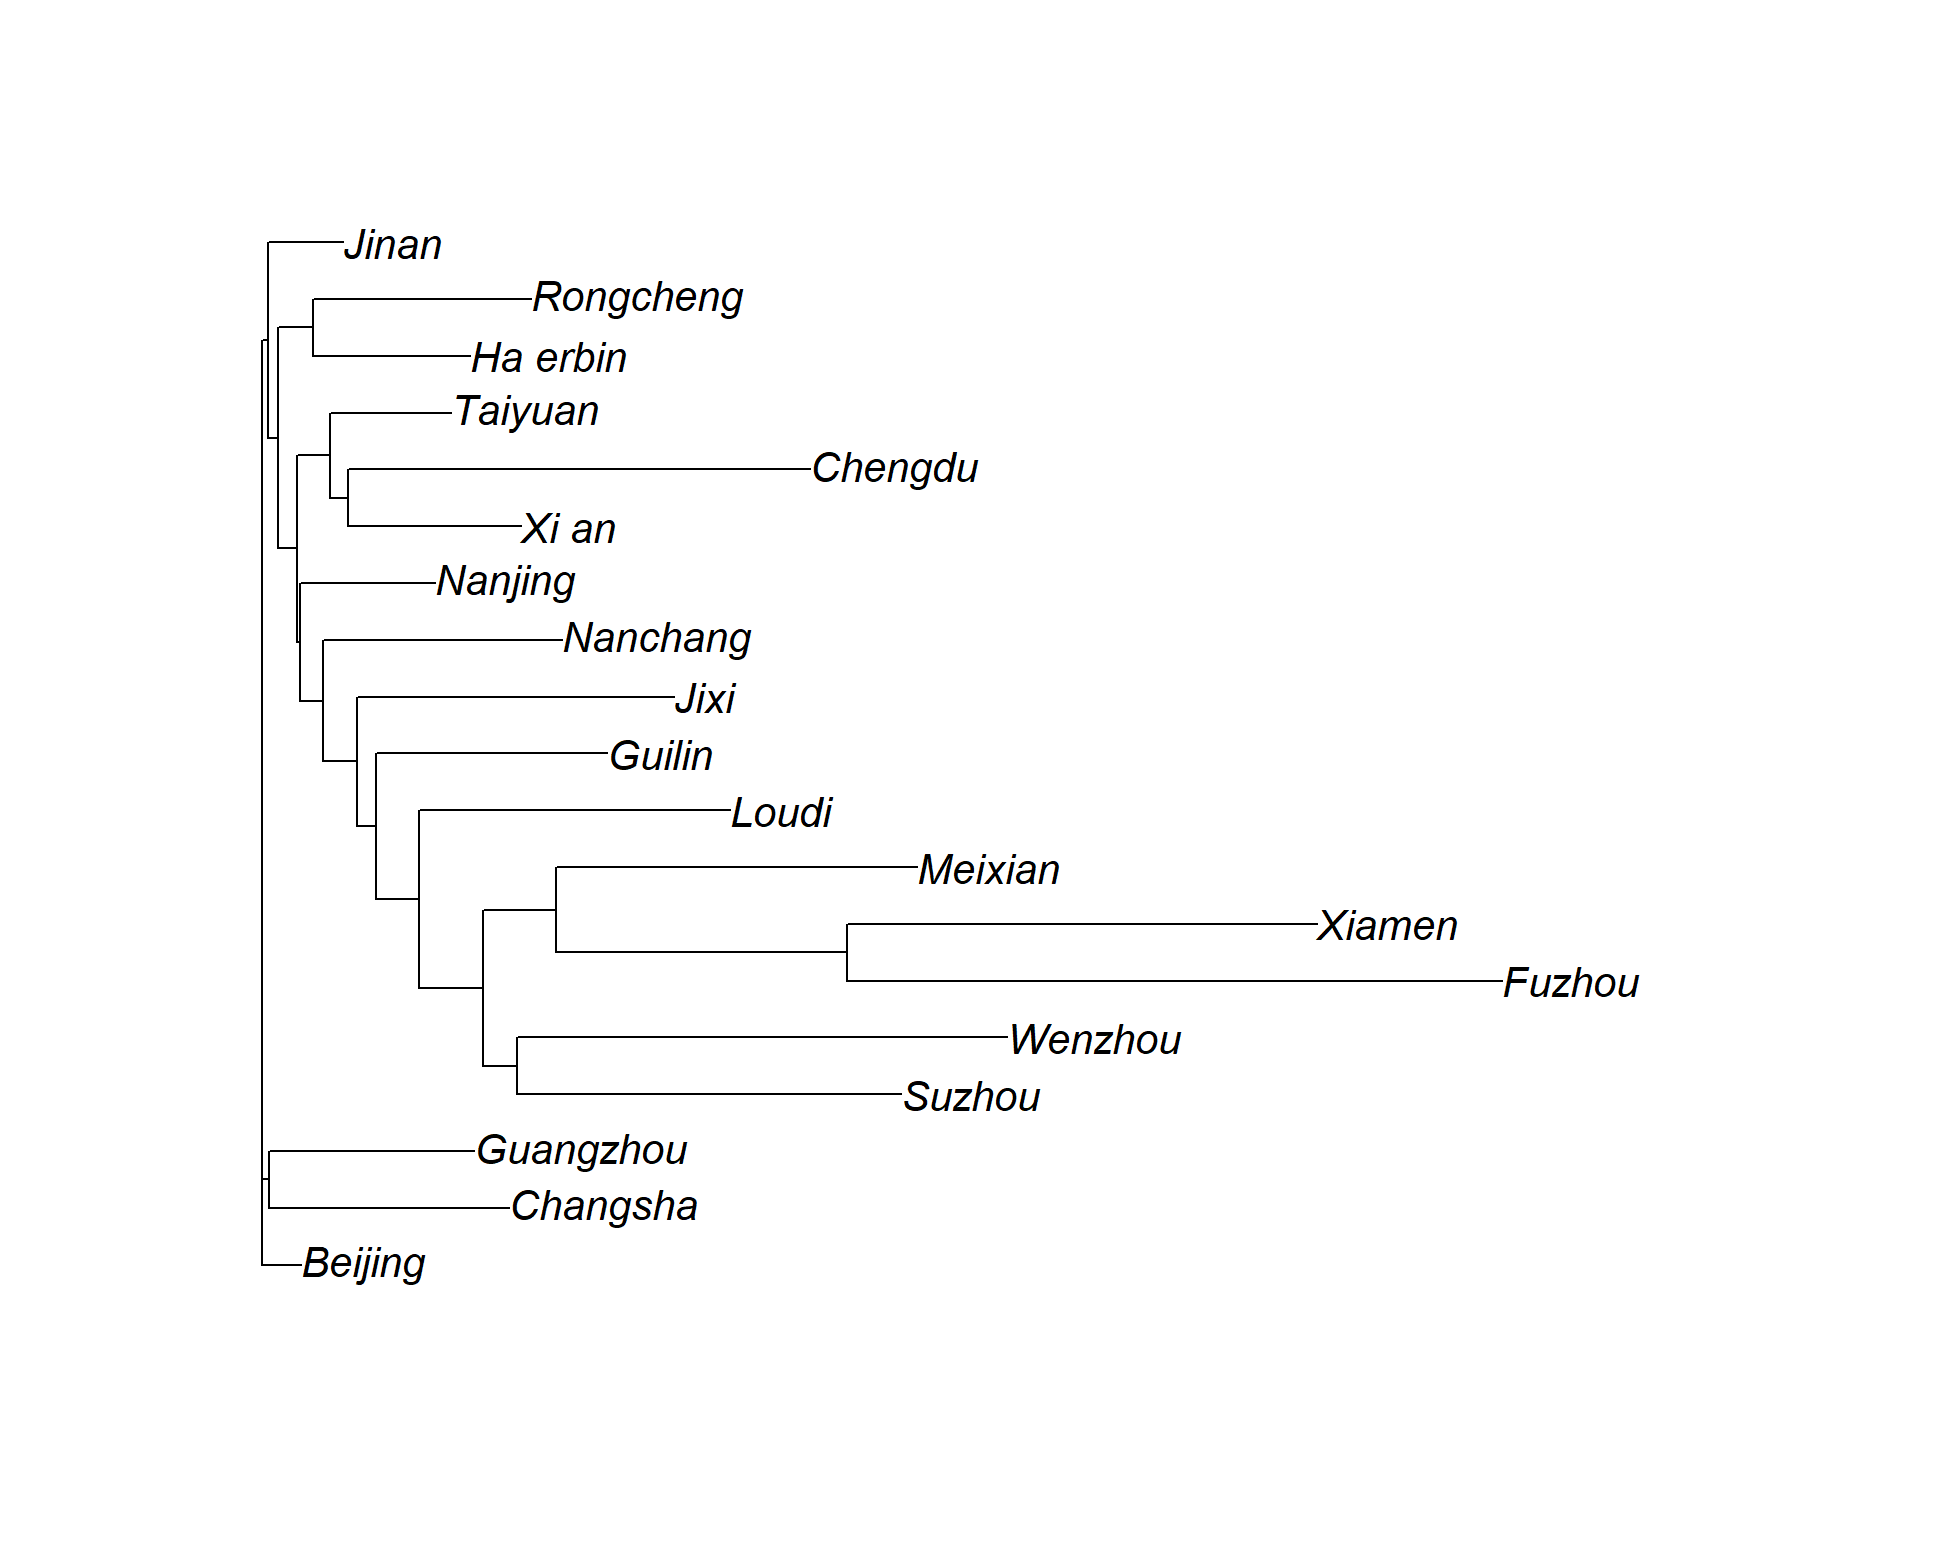 Jinan
Rongcheng
Ha erbin
Taiyuan
Chengdu
Xi an
Nanjing
Nanchang
Jixi
Guilin
Loudi
Meixian
Xiamen
Fuzhou
Wenzhou
Suzhou
Guangzhou
Changsha
Beijing